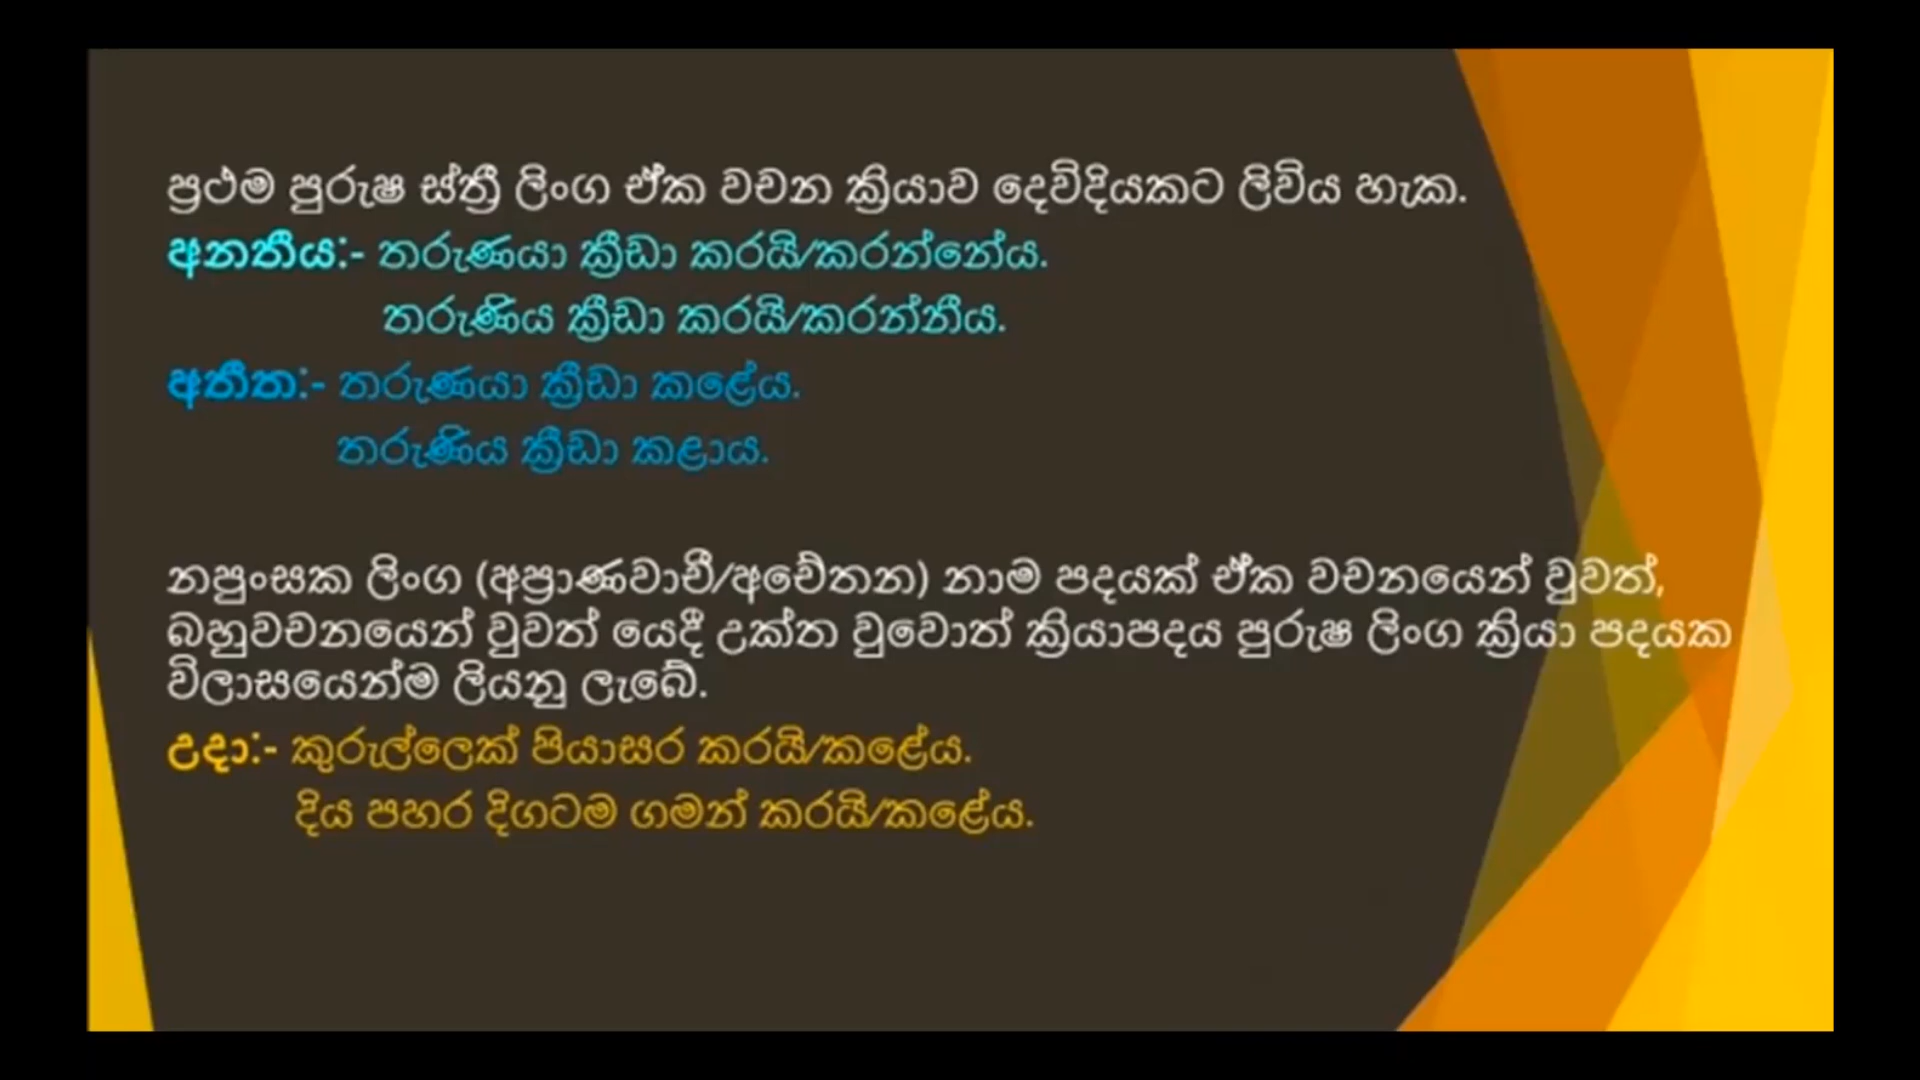 ප්‍රථම පුරුෂ ස්ත්‍රී ලිංග ඒක වචන ක්‍රියාව දෙවිදියකට ලිවිය හැක.
අනතීය:- තරුණයා ක්‍රීඩා කරයි/කරන්නේය.
තරුණිය ක්‍රීඩා කරයි/කරන්නීය.
අතීත:- තරුණයා ක්‍රීඩා කළේය.
තරුණිය ක්‍රීඩා කළාය.
නපුංසක ලිංග (අප්‍රාණවාචී/අචේතන) නාම පදයක් ඒක වචනයෙන් වුවත්,
බහුවචනයෙන් වුවත් යෙදී උක්ත වුවොත් ක්‍රියාපදය පුරුෂ ලිංග ක්‍රියා පදයක
විලාසයෙන්ම ලියනු ලැබේ.
උදා:- කුරුල්ලෙක් පියාසර කරයි/කළේය.
දිය පහර දිගටම ගමන් කරයි/කළේය.